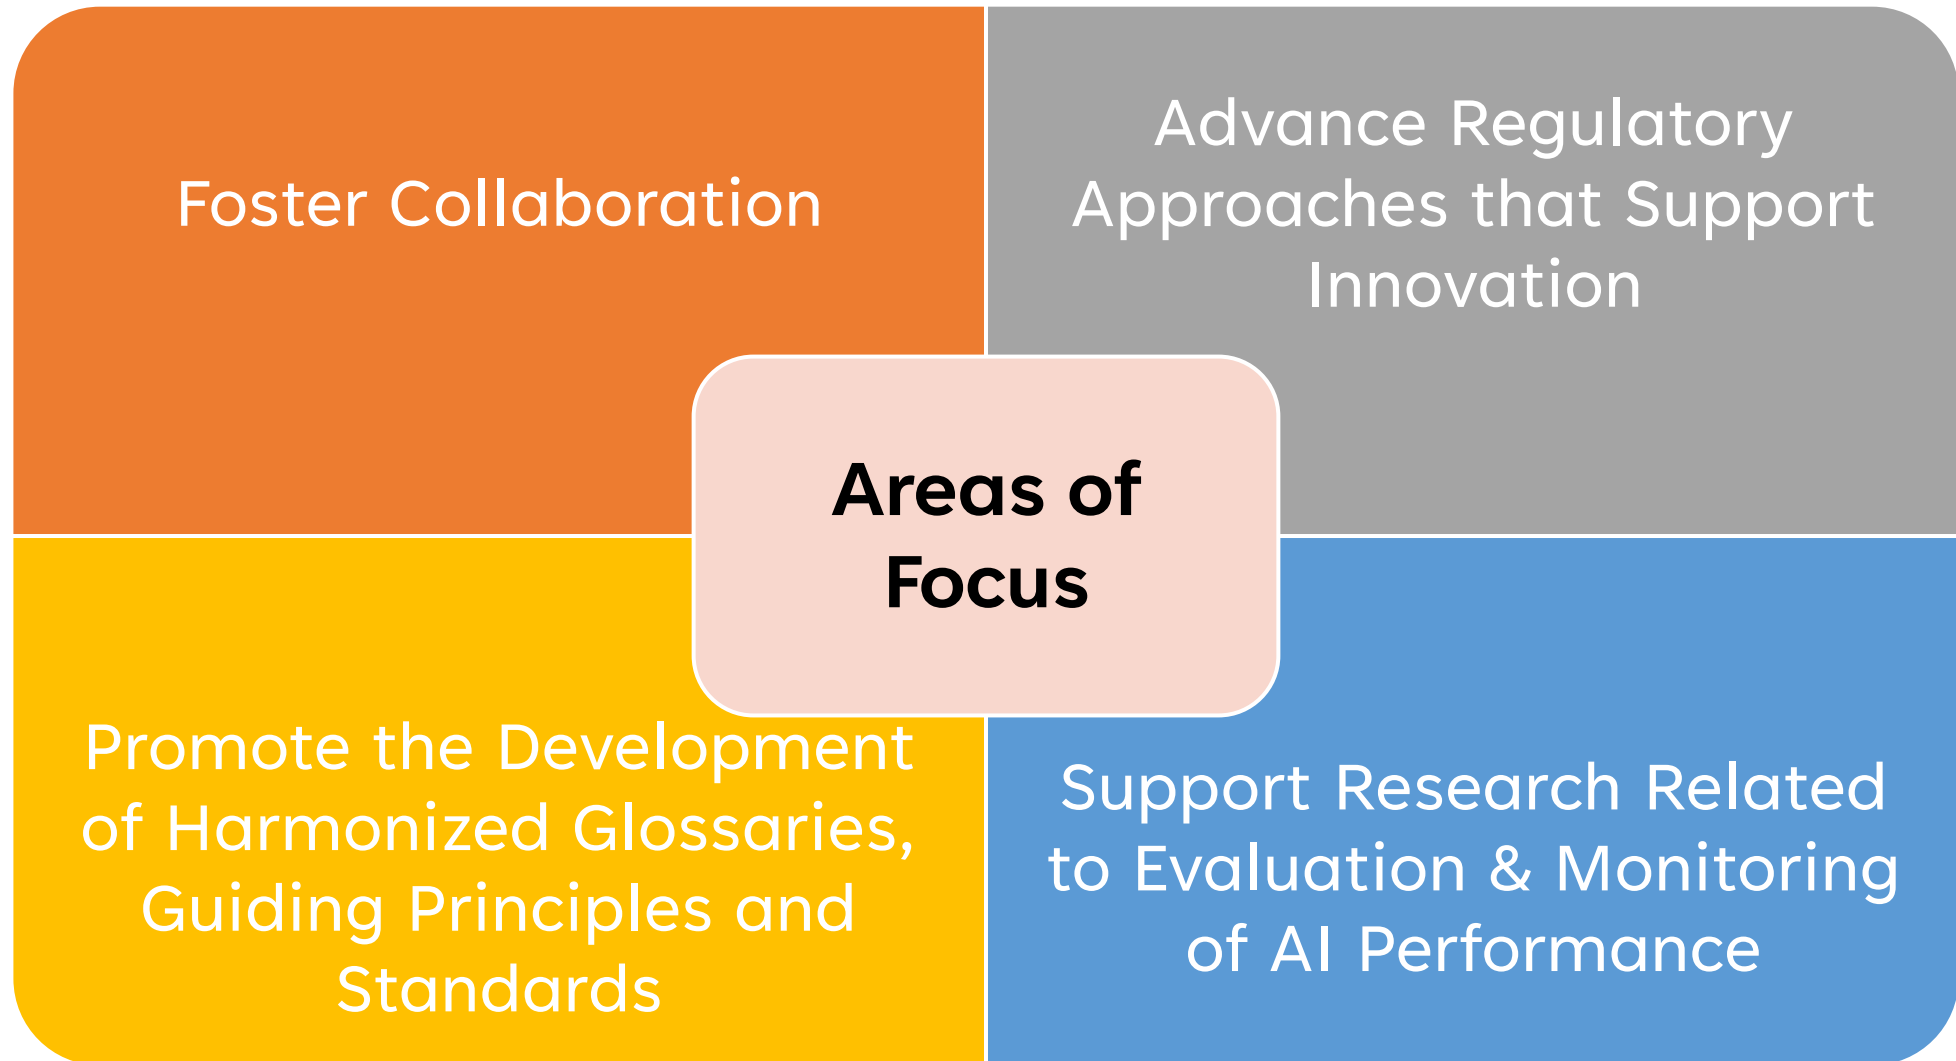 Foster Collaboration
Advance Regulatory
Approaches that Support
Innovation
Areas of
Focus
Promote the Development
of Harmonized Glossaries,
Guiding Principles and
Standards
Support Research Related
to Evaluation & Monitoring
of AI Performance